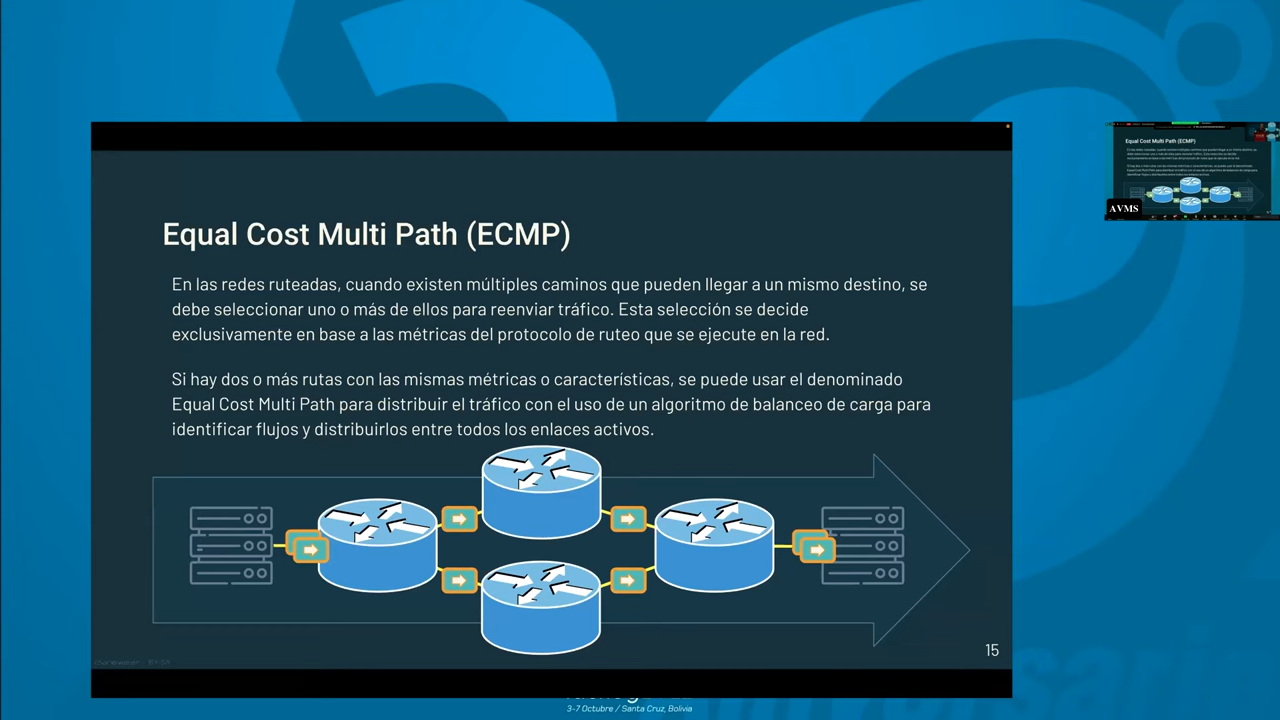 Equal Cost Multi Path (ECMP)
En las redes ruteadas, cuando existen múltiples caminos que pueden llegar a un mismo destino, se
debe seleccionar uno o más de ellos para reenviar tráfico. Esta selección se decide
exclusivamente en base a las métricas del protocolo de ruteo que se ejecute en la red.
Si hay dos o más rutas con las mismas métricas o características, se puede usar el denominado
Equal Cost Multi Path para distribuir el tráfico con el uso de un algoritmo de balanceo de carga para
identificar flujos y distribuirlos entre todos los enlaces activos.
15
Equal Cost Multi Path (ECMP)
AVMS
3-7 Octubre / Santa Cruz, Bolivia